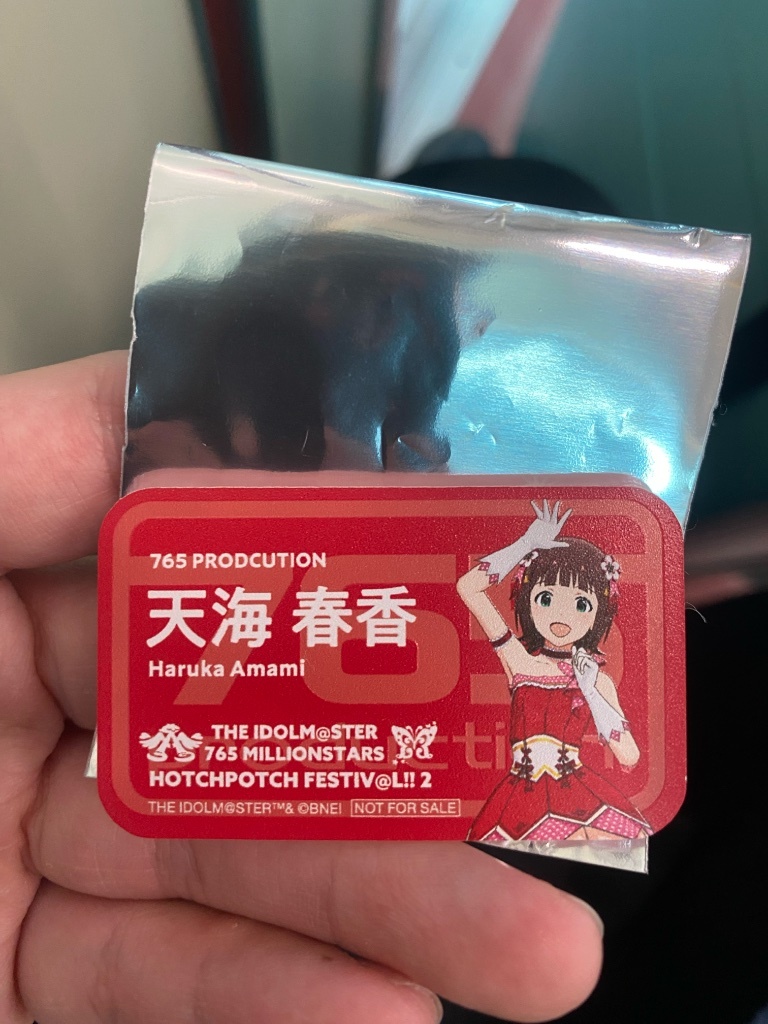 765 PRODCUTION
天海 春香
Haruka Amami
THE IDOLM@STER
765 MILLIONSTARS
HOTCHPOTCH FESTIV@L!! 2
THE IDOLM@STER™& ©BNEI NOT FOR SALE
765